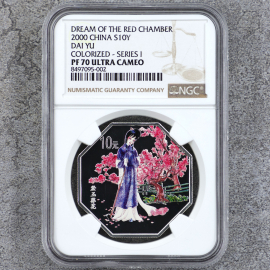 DREAM OF THE RED CHAMBER
2000 CHINA S10Y
DAI YU
COLORIZED - SERIES I
PF 70 ULTRA CAMEO
8497095-002
NUMISMATIC GUARANTY COMPANY
NGC
10元